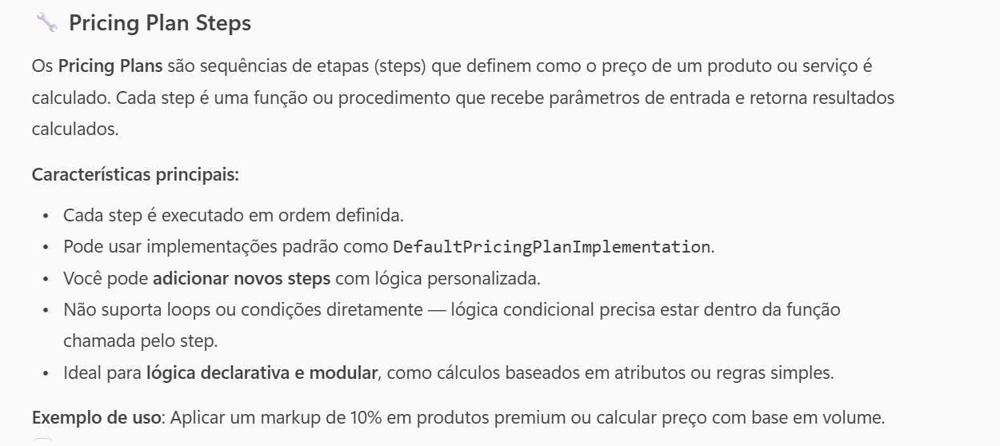 Pricing Plan Steps
Os Pricing Plans são sequências de etapas (steps) que definem como o preço de um produto ou serviço é
calculado. Cada step é uma função ou procedimento que recebe parâmetros de entrada e retorna resultados
calculados.
Características principais:
• Cada step é executado em ordem definida.
• Pode usar implementações padrão como DefaultPricingPlanImplementation.
• Você pode adicionar novos steps com lógica personalizada.
• Não suporta loops ou condições diretamente — lógica condicional precisa estar dentro da função
chamada pelo step.
• Ideal para lógica declarativa e modular, como cálculos baseados em atributos ou regras simples.
Exemplo de uso: Aplicar um markup de 10% em produtos premium ou calcular preço com base em volume.